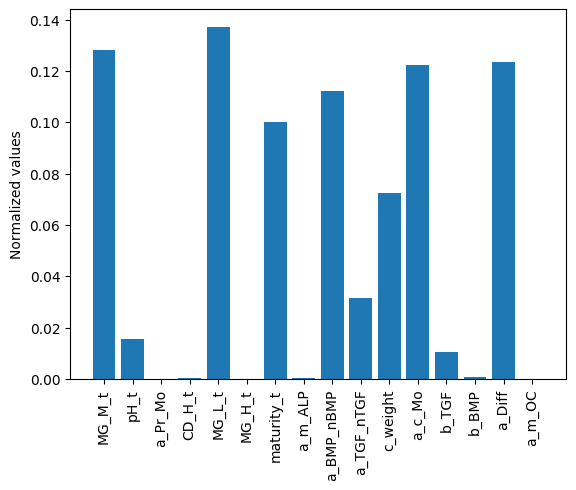 Normalized values
0.14
0.12
0.10
0.08
0.06
0.04
0.02
0.00
MG_M_t
pH_t
a_Pr_Mo
CD_H_t
MG_L_t
MG_H_t
maturity_t
a_m_ALP
a_BMP_nBMP
a_TGF_nTGF
c_weight
a_c_Mo
b_TGF
b_BMP
a_Diff
a_m_OC